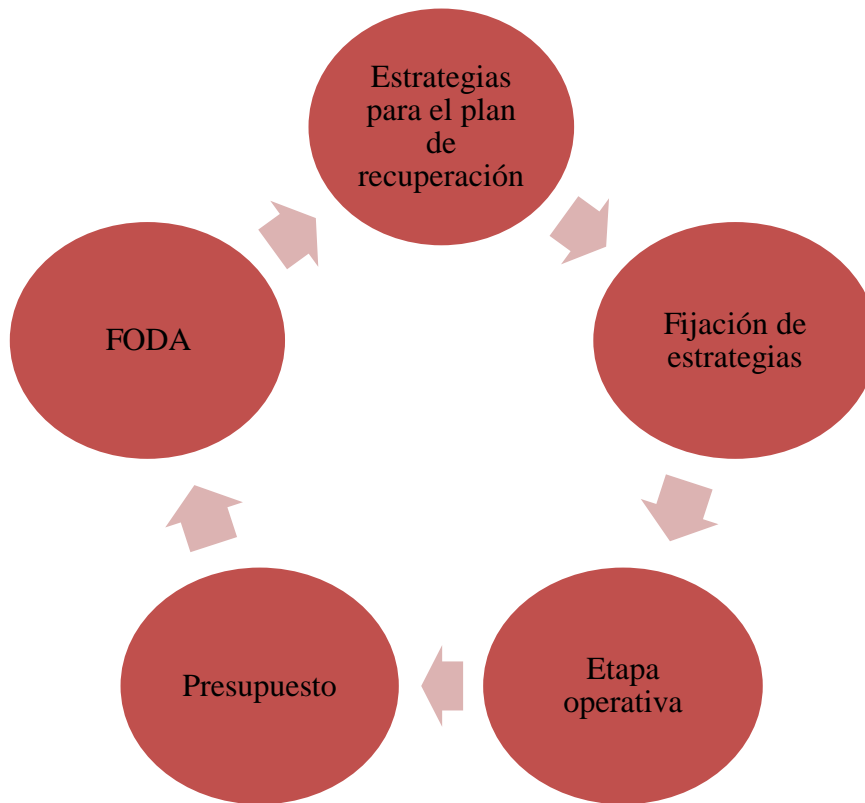 Estrategias
para el plan
de
recuperación
Fijación de
estrategias
Etapa
operativa
Presupuesto
FODA